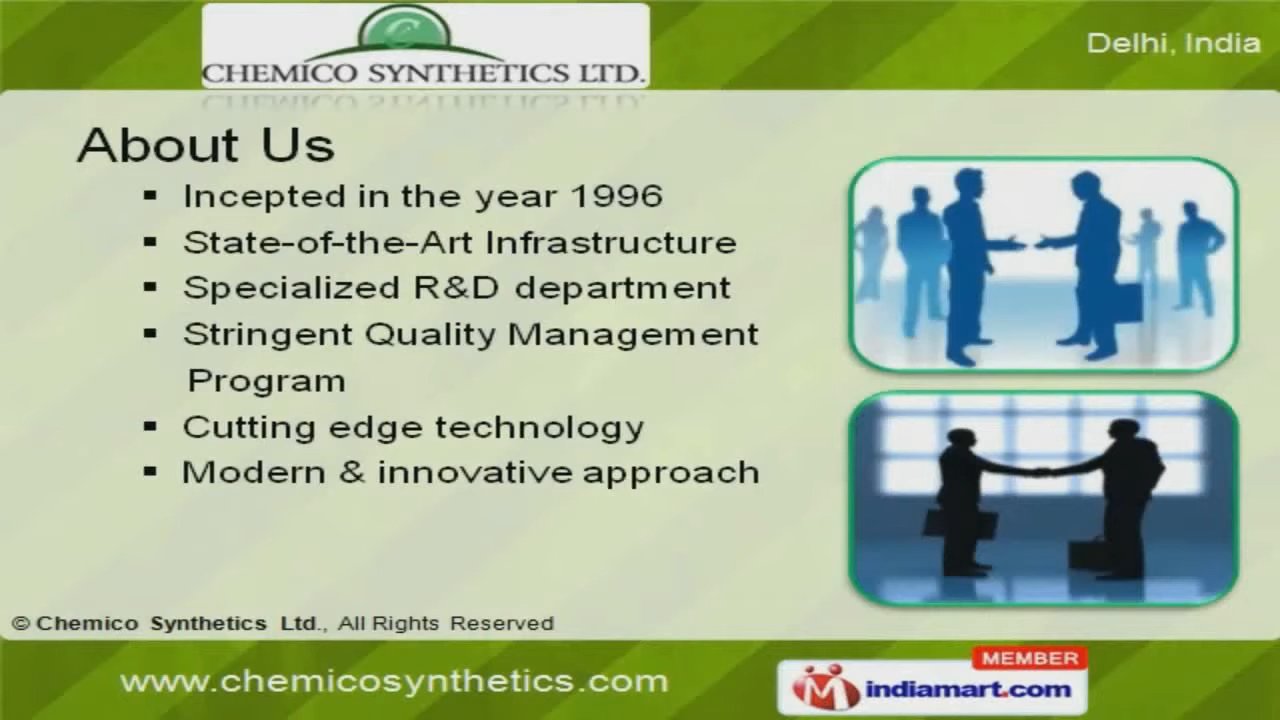 CHEMICO SYNTHETICS LTD.
Delhi, India
About Us
▪ Incepted in the year 1996
▪ State-of-the-Art Infrastructure
▪ Specialized R&D department
▪ Stringent Quality Management
Program
▪ Cutting edge technology
▪ Modern & innovative approach
© Chemico Synthetics Ltd., All Rights Reserved
www.chemicosynthetics.com
MEMBER
indiamart.com